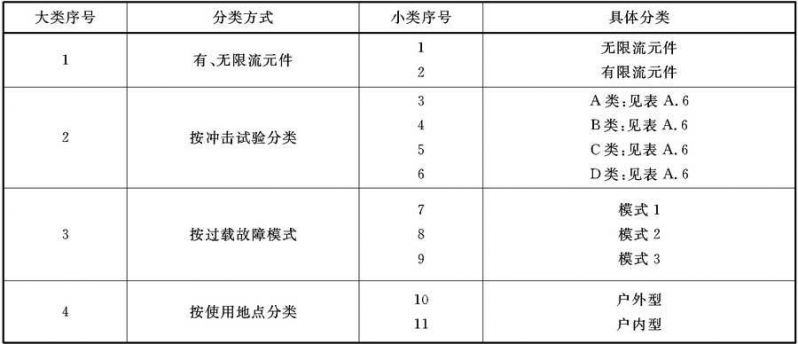 大类序号 分类方式 小类序号 具体分类
1 有、无限流元件 1 无限流元件
2 有限流元件
2 按冲击试验分类 3 A类:见表 A.6
4 B类:见表 A.6
5 C类:见表 A.6
6 D类:见表 A.6
3 按过载故障模式 7 模式 1
8 模式 2
9 模式 3
4 按使用地点分类 10 户外型
11 户内型